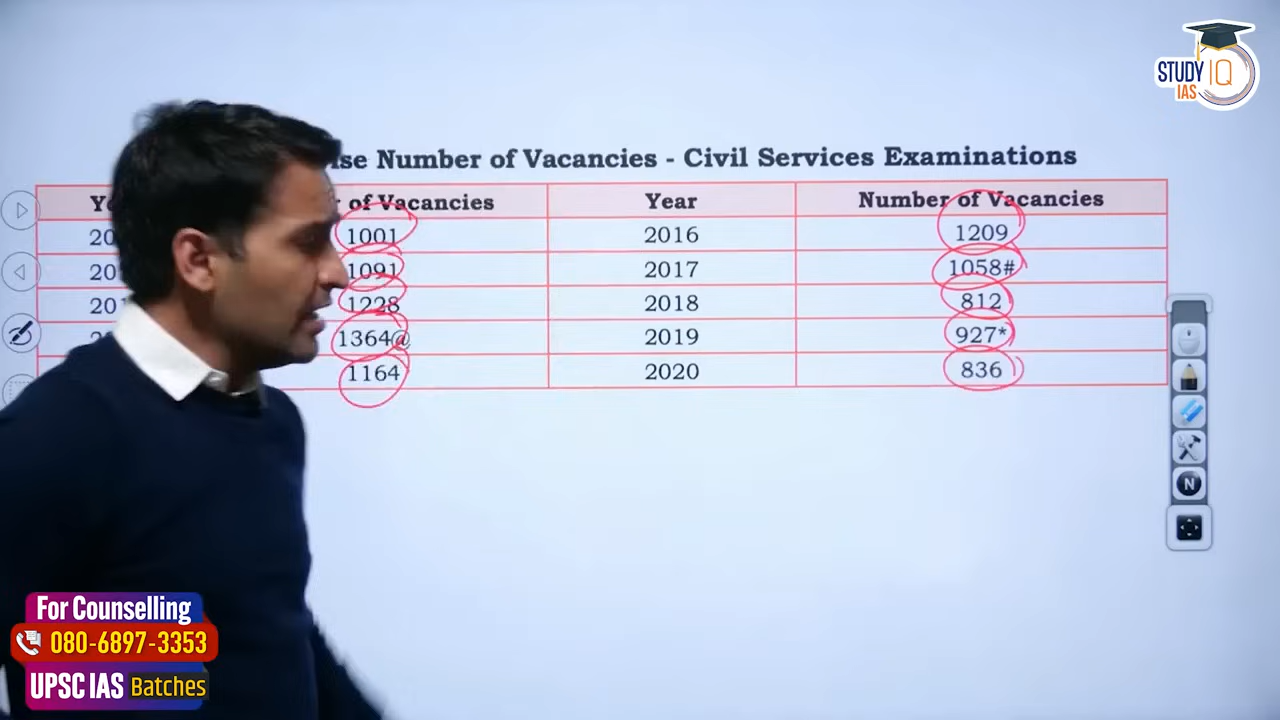 STUDY IQ
IAS
Number of Vacancies - Civil Services Examinations
of Vacancies Year Number of Vacancies
1001 2016 1209
1091 2017 1058#
1228 2018 812
1364@ 2019 927*
1164 2020 836
N
For Counselling
080-6897-3353
UPSC IAS Batches